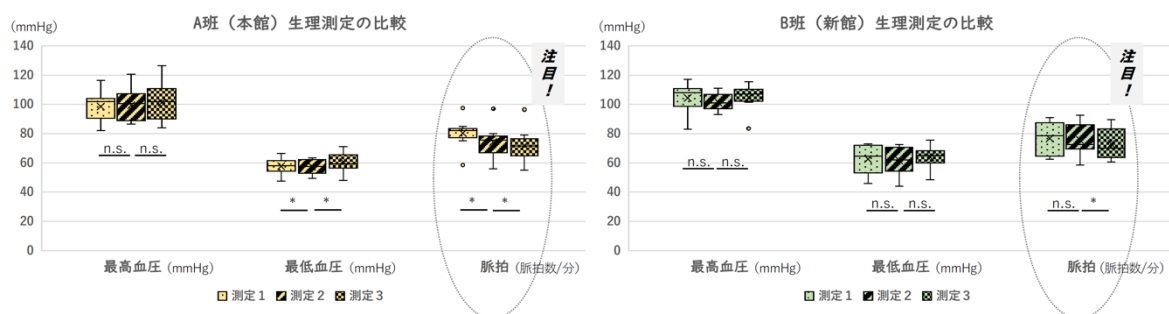 A班（本館）生理測定の比較
(mmHg)
注目！
140
120
100
80
60
40
20
0
n.s. n.s.
* *
* *
最高血圧 (mmHg) 最低血圧 (mmHg) 脈拍 (脈拍数/分)
測定1 測定2 測定3
B班（新館）生理測定の比較
(mmHg)
注目！
140
120
100
80
60
40
20
0
n.s. n.s.
n.s. n.s.
n.s. *
最高血圧 (mmHg) 最低血圧 (mmHg) 脈拍 (脈拍数/分)
測定1 測定2 測定3